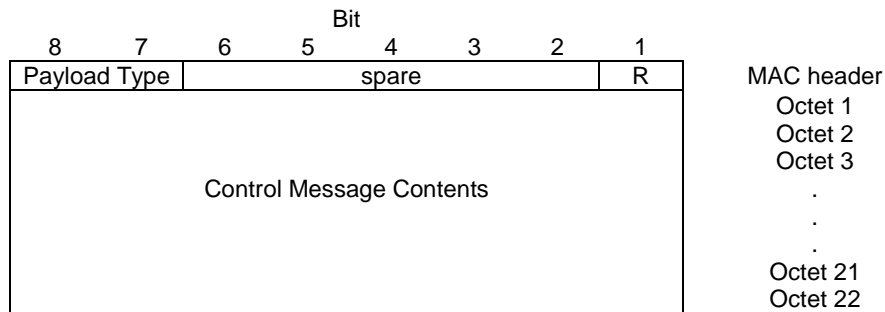 Bit
8 7 6 5 4 3 2 1
Payload Type spare R MAC header
Octet 1
Octet 2
Octet 3
Control Message Contents .
.
.
Octet 21
Octet 22